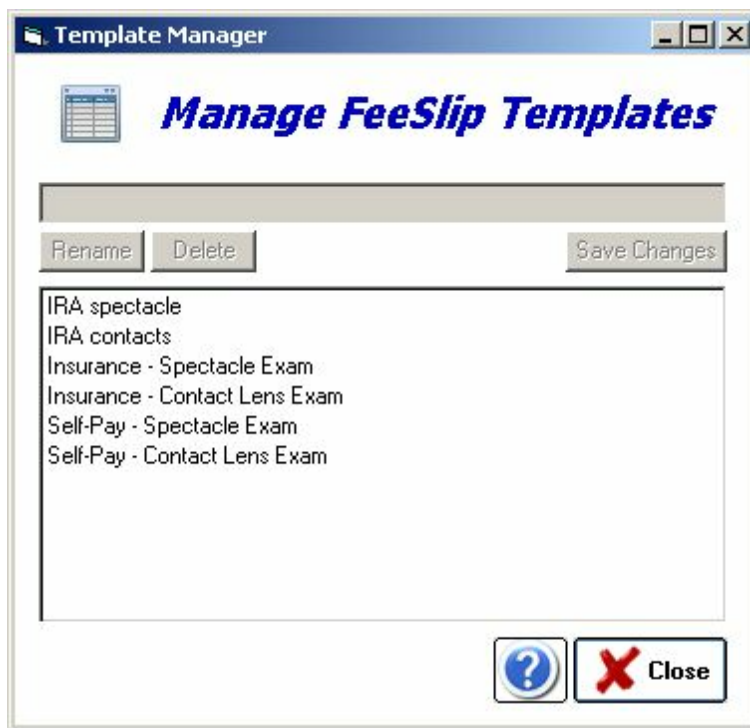 Template Manager
Manage FeeSlip Templates
Rename Delete Save Changes
IRA spectacle
IRA contacts
Insurance - Spectacle Exam
Insurance - Contact Lens Exam
Self-Pay - Spectacle Exam
Self-Pay - Contact Lens Exam
? Close